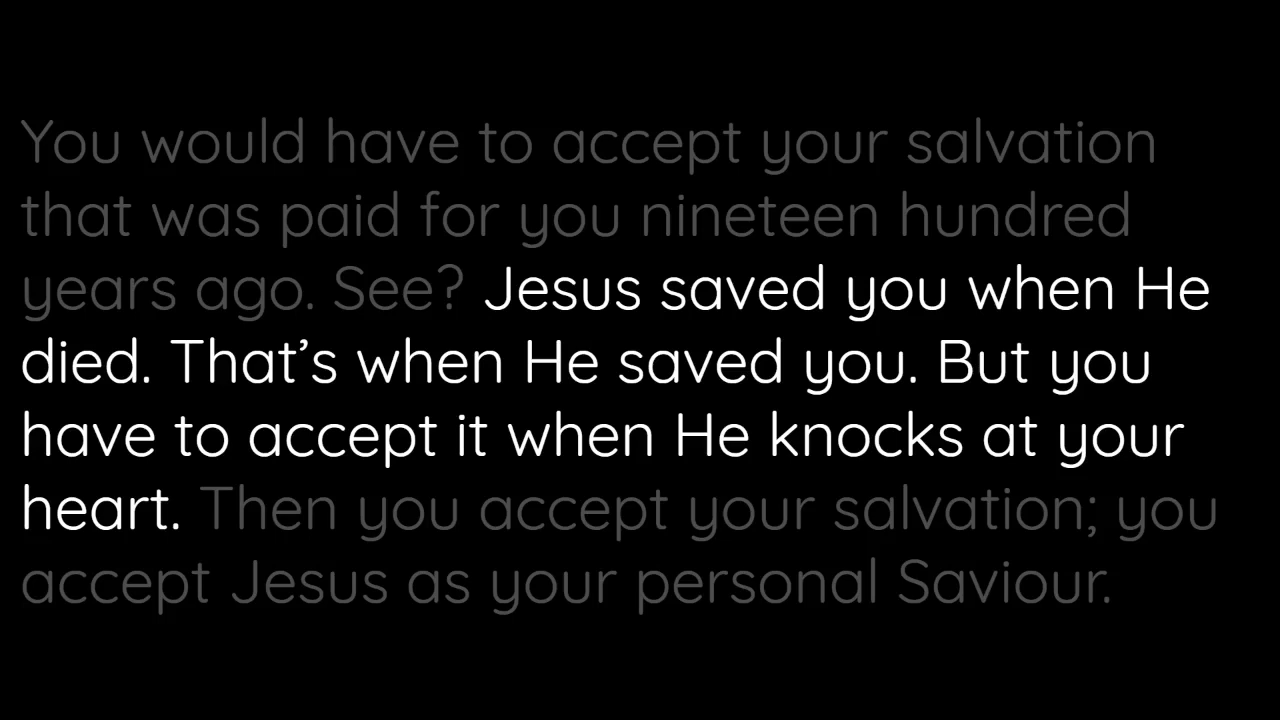 You would have to accept your salvation
that was paid for you nineteen hundred
years ago. See? Jesus saved you when He
died. That’s when He saved you. But you
have to accept it when He knocks at your
heart. Then you accept your salvation; you
accept Jesus as your personal Saviour.